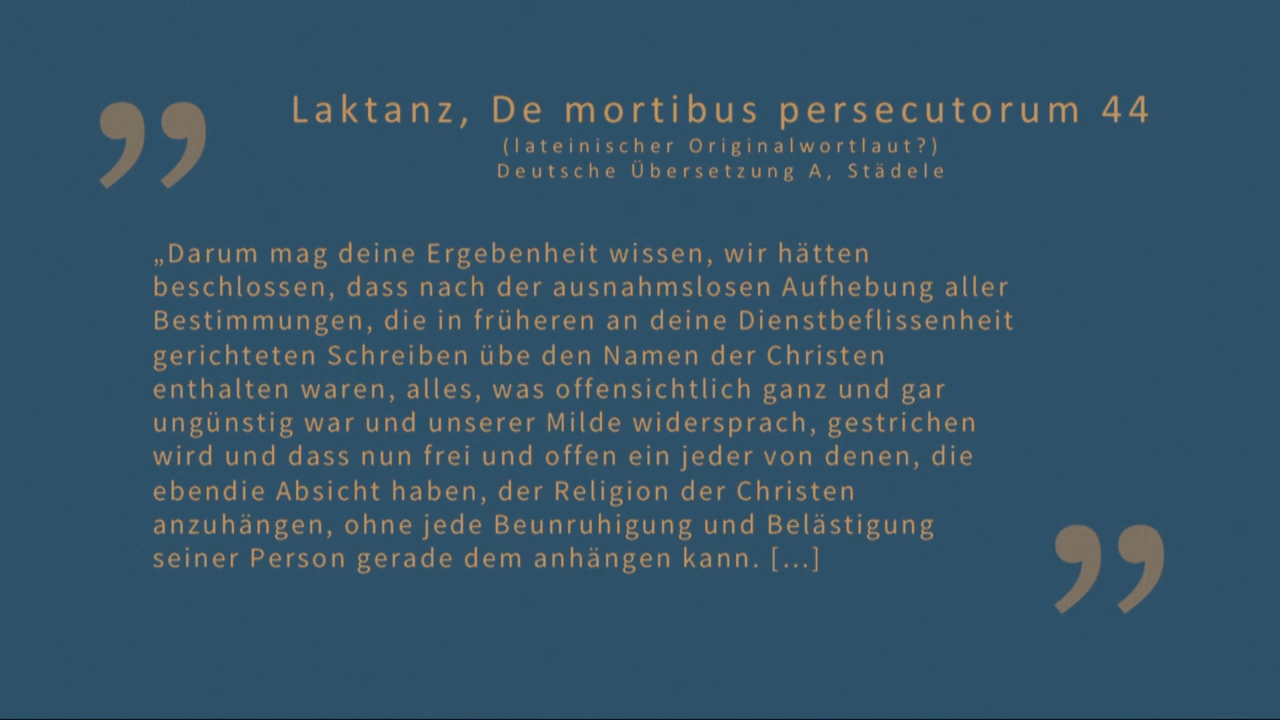 Laktanz, De mortibus persecutorum 44
(lateinischer Originalwortlaut?)
Deutsche Übersetzung A, Städele
„Darum mag deine Ergebenheit wissen, wir hätten
beschlossen, dass nach der ausnahmslosen Aufhebung aller
Bestimmungen, die in früheren an deine Dienstbeflissenheit
gerichteten Schreiben übe den Namen der Christen
enthalten waren, alles, was offensichtlich ganz und gar
ungünstig war und unserer Milde widersprach, gestrichen
wird und dass nun frei und offen ein jeder von denen, die
ebendie Absicht haben, der Religion der Christen
anzuhängen, ohne jede Beunruhigung und Belästigung
seiner Person gerade dem anhängen kann. [...]